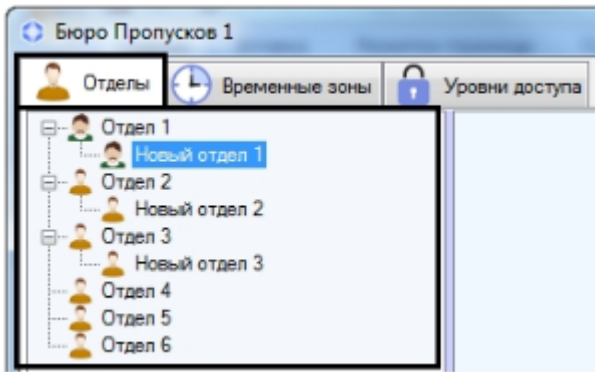 Бюро Пропусков 1
Отделы Временные зоны Уровни доступа
Отдел 1
Новый отдел 1
Отдел 2
Новый отдел 2
Отдел 3
Новый отдел 3
Отдел 4
Отдел 5
Отдел 6